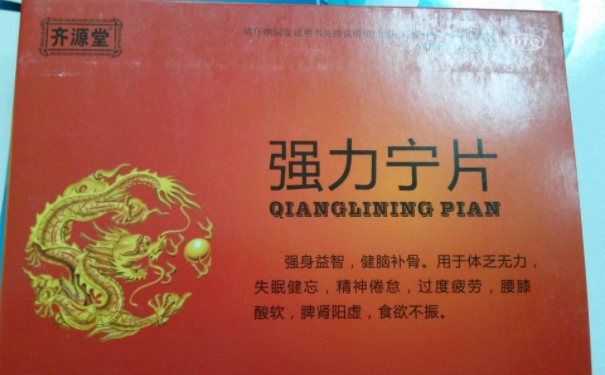 齐源堂
OTC
强力宁片
QIANGLINING PIAN
强身益智，健脑补骨。用于体乏无力，
失眠健忘，精神倦怠，过度疲劳，腰膝
酸软，脾肾阳虚，食欲不振。